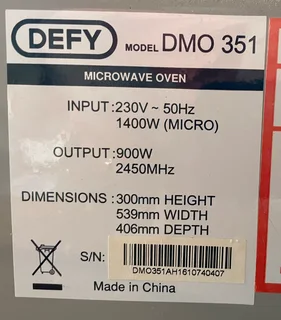 DEFY MODEL DMO 351
MICROWAVE OVEN
INPUT : 230V ~ 50Hz
1400W (MICRO)
OUTPUT : 900W
2450MHz
DIMENSIONS : 300mm HEIGHT
539mm WIDTH
406mm DEPTH
S/N:
DMO351AH1610740407
Made in China